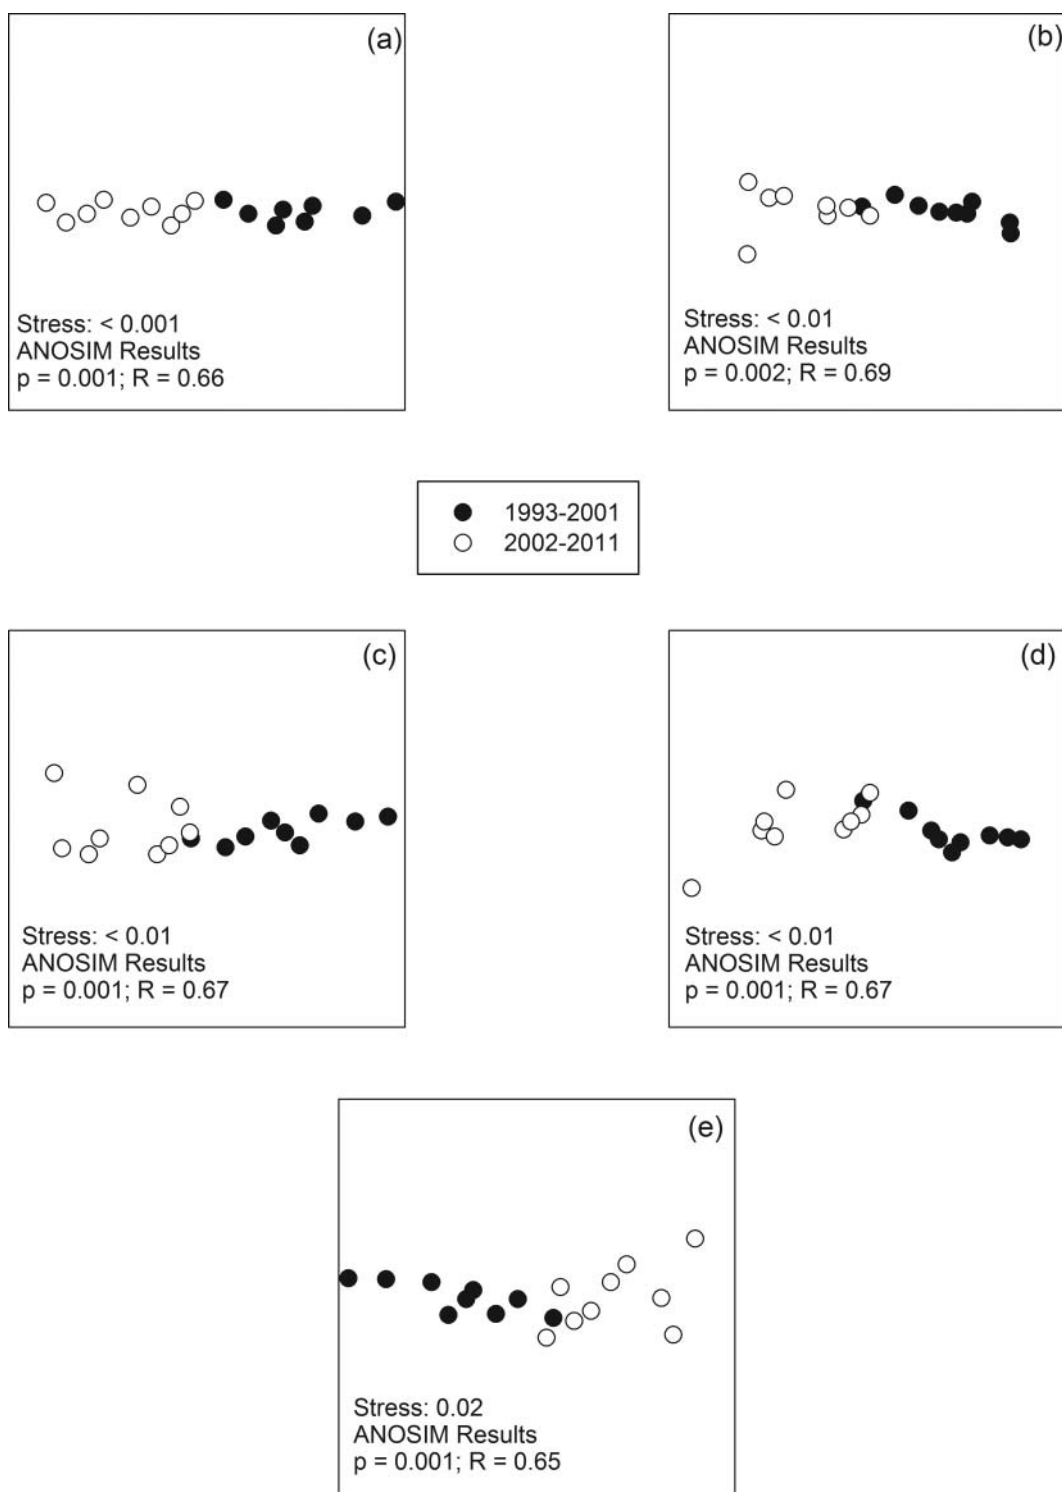 (a)
Stress: < 0.001
ANOSIM Results
p = 0.001; R = 0.66
(b)
Stress: < 0.01
ANOSIM Results
p = 0.002; R = 0.69
1993-2001
2002-2011
(c)
Stress: < 0.01
ANOSIM Results
p = 0.001; R = 0.67
(d)
Stress: < 0.01
ANOSIM Results
p = 0.001; R = 0.67
(e)
Stress: 0.02
ANOSIM Results
p = 0.001; R = 0.65